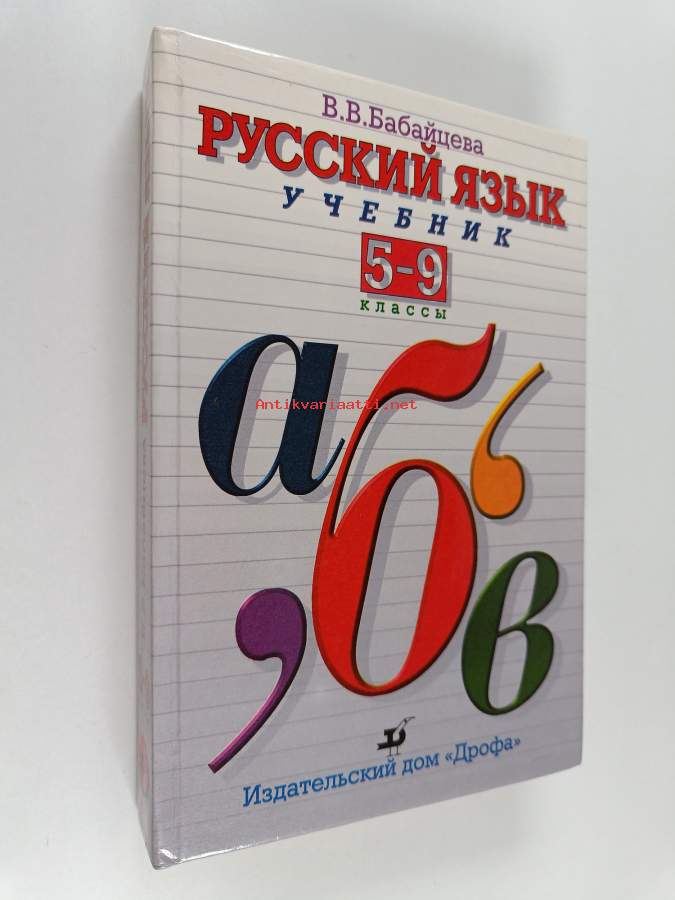 В.В.Бабайцева
РУССКИЙ ЯЗЫК
УЧЕБНИК
5-9
КЛАССЫ
Antikvariaatti.net
а б в
Издательский дом «Дрофа»